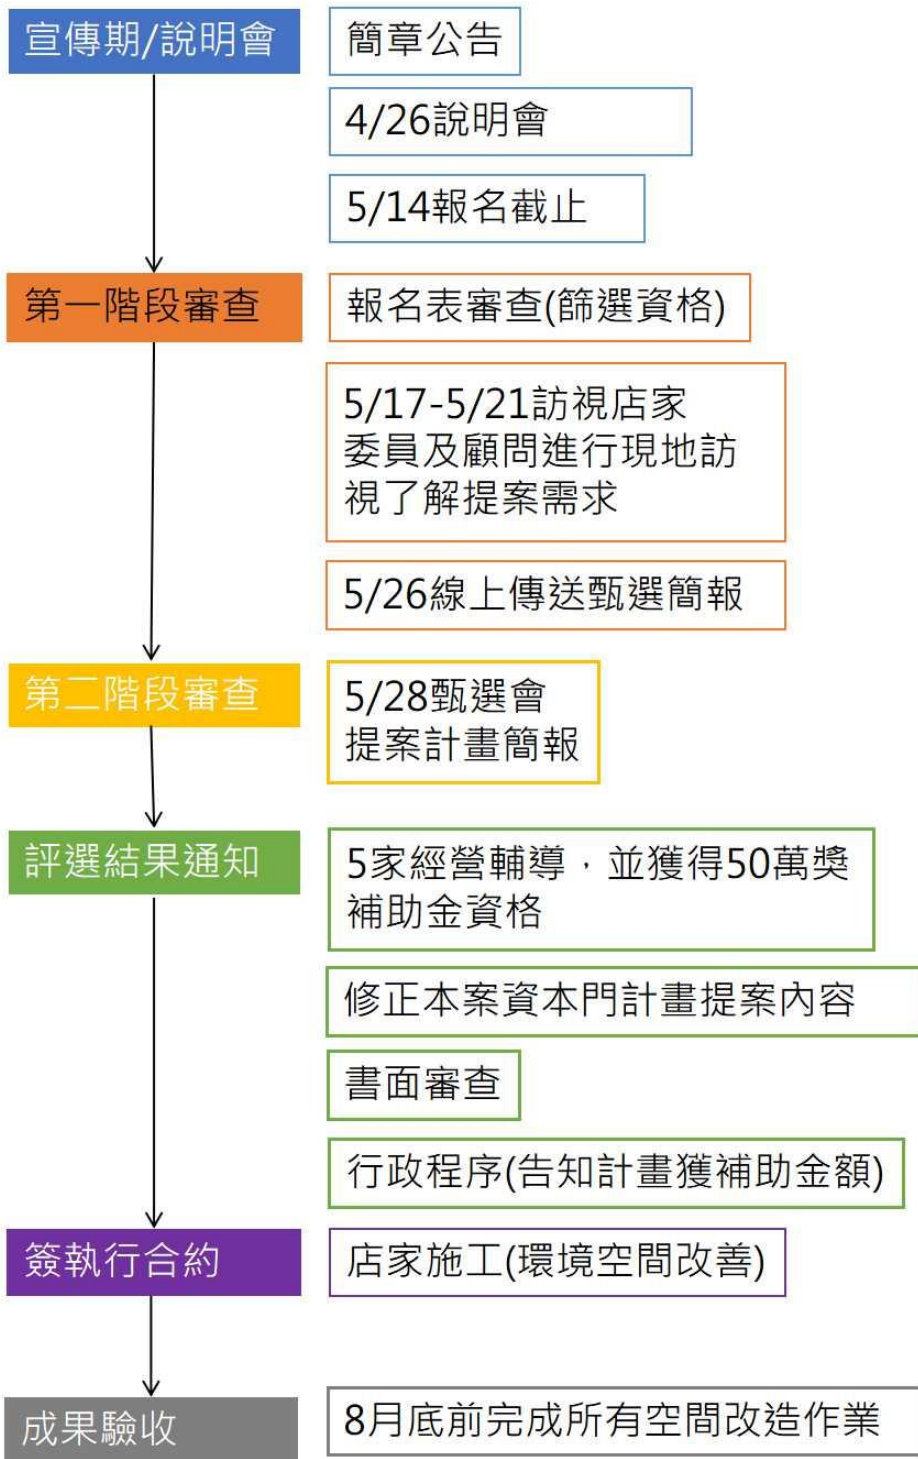 宣傳期/說明會
簡章公告
4/26說明會
5/14報名截止
第一階段審查
報名表審查(篩選資格)
5/17-5/21訪視店家
委員及顧問進行現地訪
視了解提案需求
5/26線上傳送甄選簡報
第二階段審查
5/28甄選會
提案計畫簡報
評選結果通知
5家經營輔導，並獲得50萬獎
補助金資格
修正本案資本門計畫提案內容
書面審查
行政程序(告知計畫獲補助金額)
簽執行合約
店家施工(環境空間改善)
成果驗收
8月底前完成所有空間改造作業